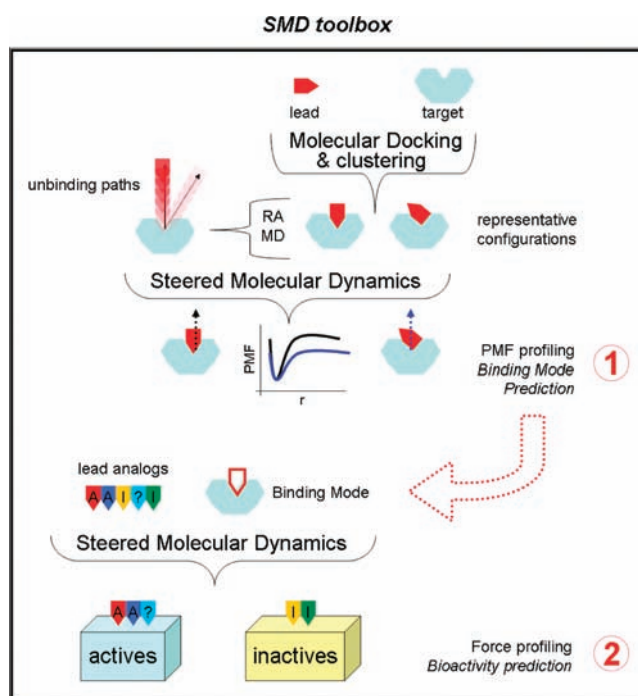 SMD toolbox
lead
target
Molecular Docking
& clustering
unbinding paths
RA
MD
representative
configurations
Steered Molecular Dynamics
PMF
r
PMF profiling
Binding Mode
Prediction
1
lead analogs
A A I ? I
Binding Mode
Steered Molecular Dynamics
A A ?
I I
actives
inactives
Force profiling
Bioactivity prediction
2